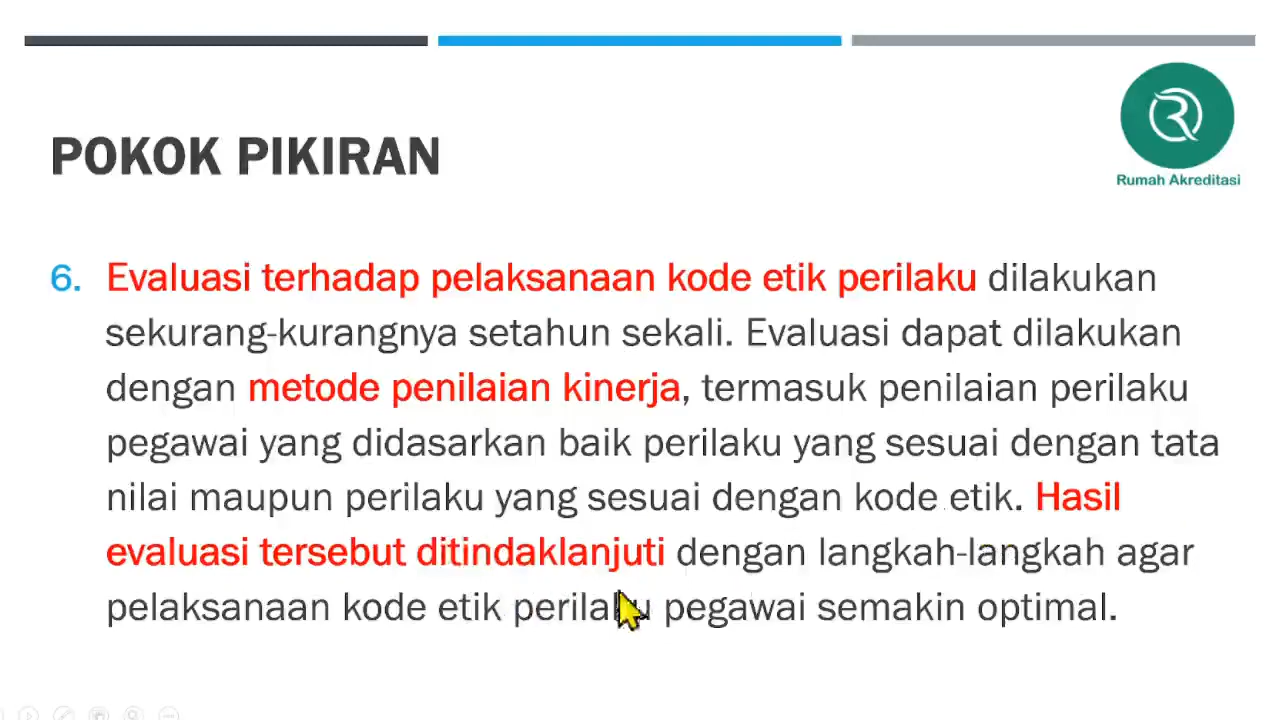 POKOK PIKIRAN
Rumah Akreditasi
6. Evaluasi terhadap pelaksanaan kode etik perilaku dilakukan
sekurang-kurangnya setahun sekali. Evaluasi dapat dilakukan
dengan metode penilaian kinerja, termasuk penilaian perilaku
pegawai yang didasarkan baik perilaku yang sesuai dengan tata
nilai maupun perilaku yang sesuai dengan kode etik. Hasil
evaluasi tersebut ditindaklanjuti dengan langkah-langkah agar
pelaksanaan kode etik perilaku pegawai semakin optimal.